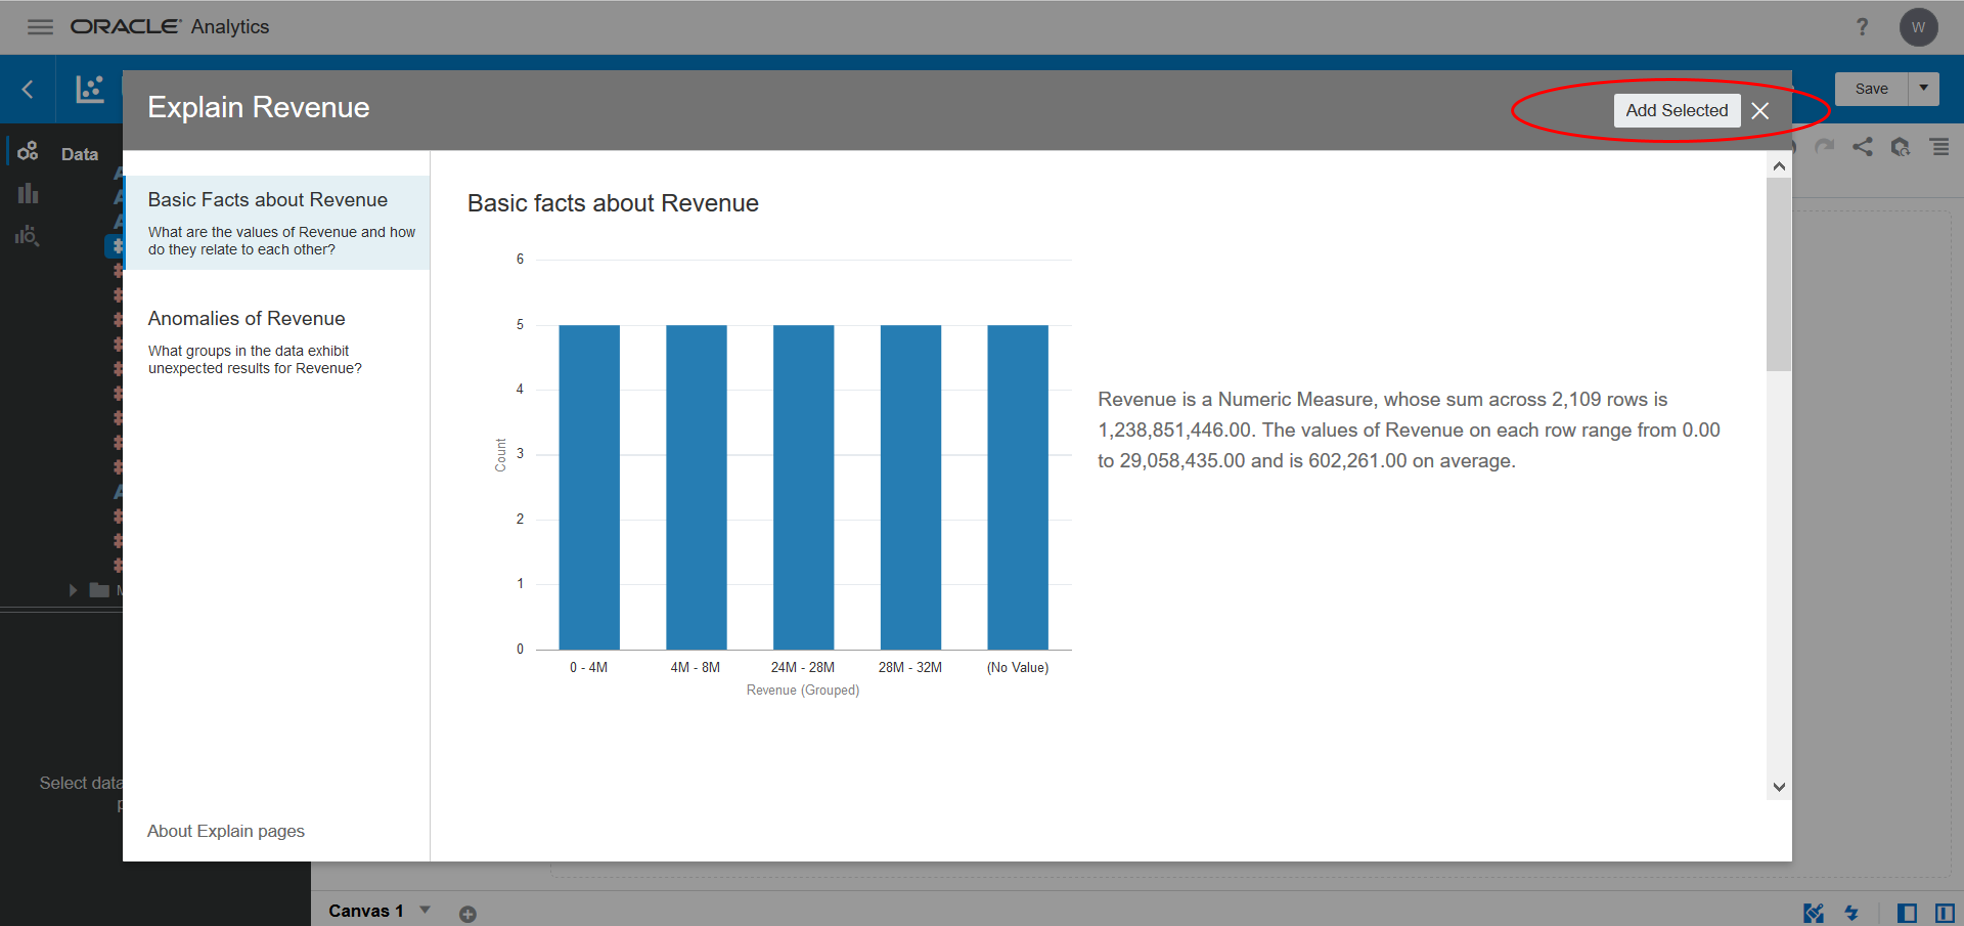 ORACLE Analytics
?
W
Explain Revenue
Add Selected
Save
Data
Basic Facts about Revenue
What are the values of Revenue and how
do they relate to each other?
Anomalies of Revenue
What groups in the data exhibit
unexpected results for Revenue?
Basic facts about Revenue
6
5
4
3
2
1
0
Count
0 - 4M
4M - 8M
24M - 28M
28M - 32M
(No Value)
Revenue (Grouped)
Revenue is a Numeric Measure, whose sum across 2,109 rows is
1,238,851,446.00. The values of Revenue on each row range from 0.00
to 29,058,435.00 and is 602,261.00 on average.
Select data
About Explain pages
Canvas 1